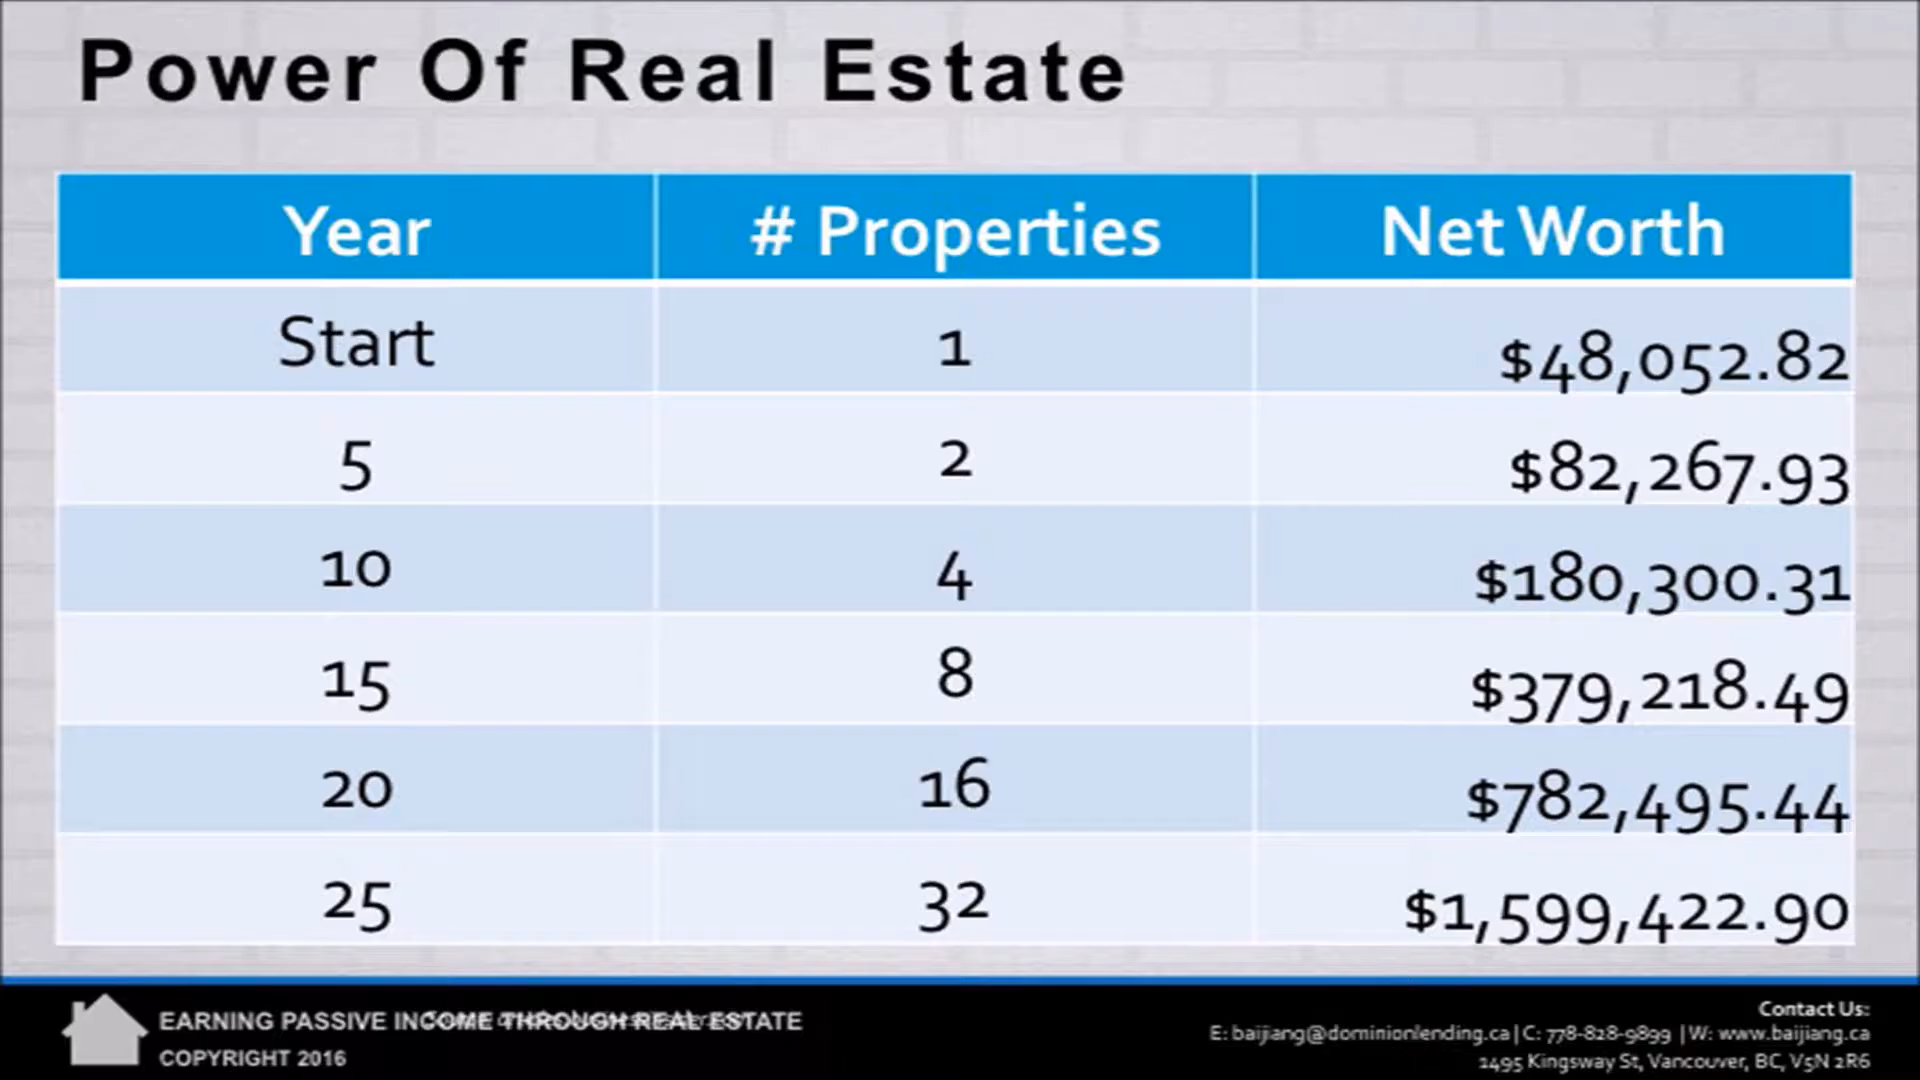 Power Of Real Estate
Year # Properties Net Worth
Start 1 $48,052.82
5 2 $82,267.93
10 4 $180,300.31
15 8 $379,218.49
20 16 $782,495.44
25 32 $1,599,422.90
EARNING PASSIVE INCOME THROUGH REAL ESTATE
COPYRIGHT 2016
Contact Us:
E: baijiang@dominionlending.ca | C: 778-828-9899 | W: www.baijiang.ca
1495 Kingsway St, Vancouver, BC, V5N 2R6